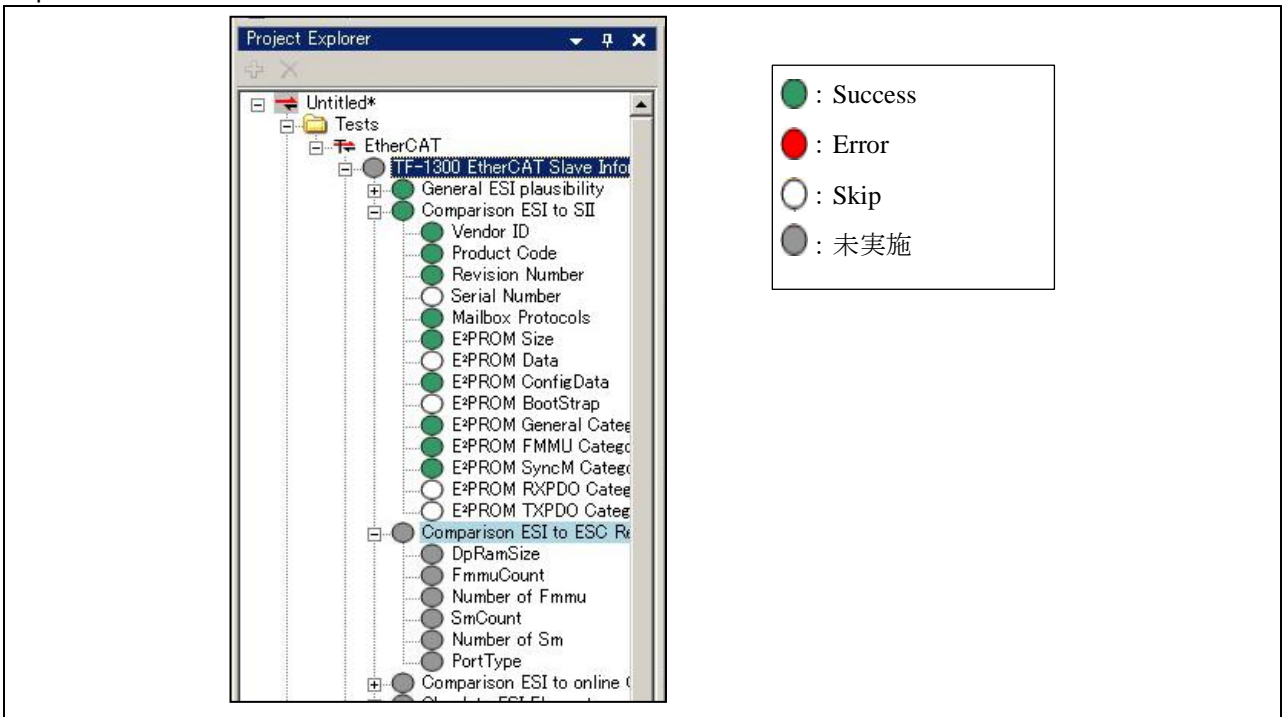 Project Explorer
Untitled*
Tests
EtherCAT
TF-1300 EtherCAT Slave Info
General ESI plausibility
Comparison ESI to SII
Vendor ID
Product Code
Revision Number
Serial Number
Mailbox Protocols
E²PROM Size
E²PROM Data
E²PROM ConfigData
E²PROM BootStrap
E²PROM General Categ
E²PROM FMMU Catego
E²PROM SyncM Catego
E²PROM RXPDO Categ
E²PROM TXPDO Categ
Comparison ESI to ESC Re
DpRamSize
FmmuCount
Number of Fmmu
SmCount
Number of Sm
PortType
Comparison ESI to online
: Success
: Error
: Skip
: 未実施